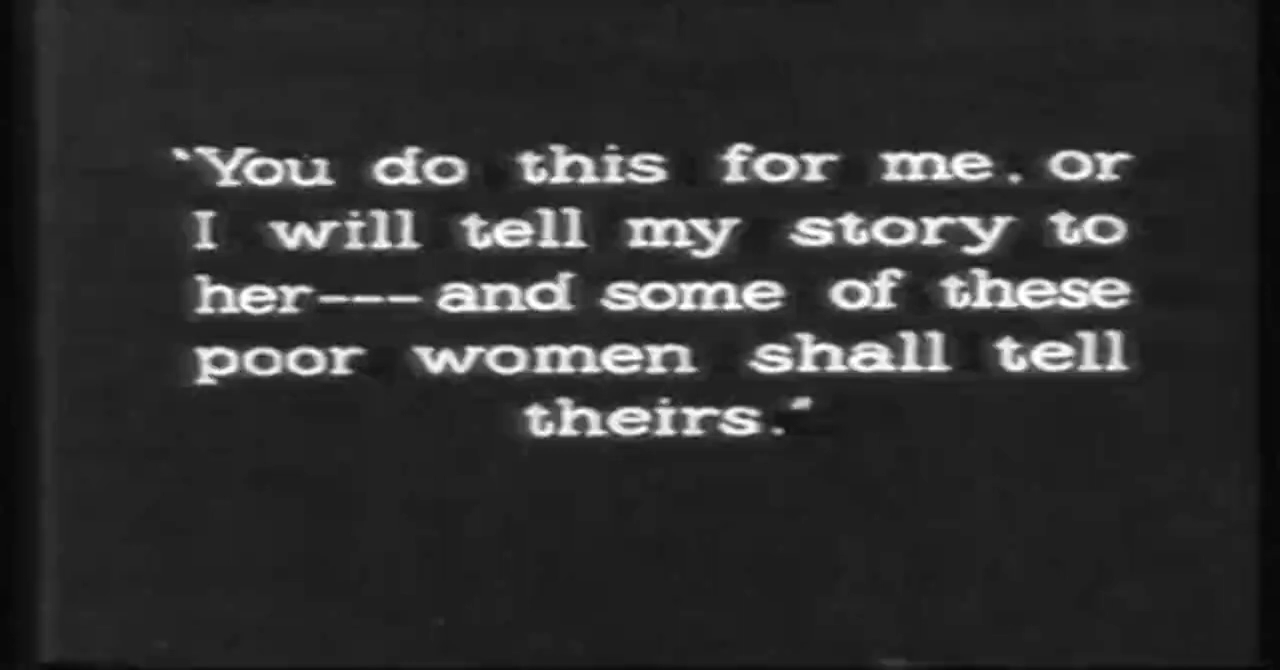 "You do this for me, or
I will tell my story to
her---and some of these
poor women shall tell
theirs."